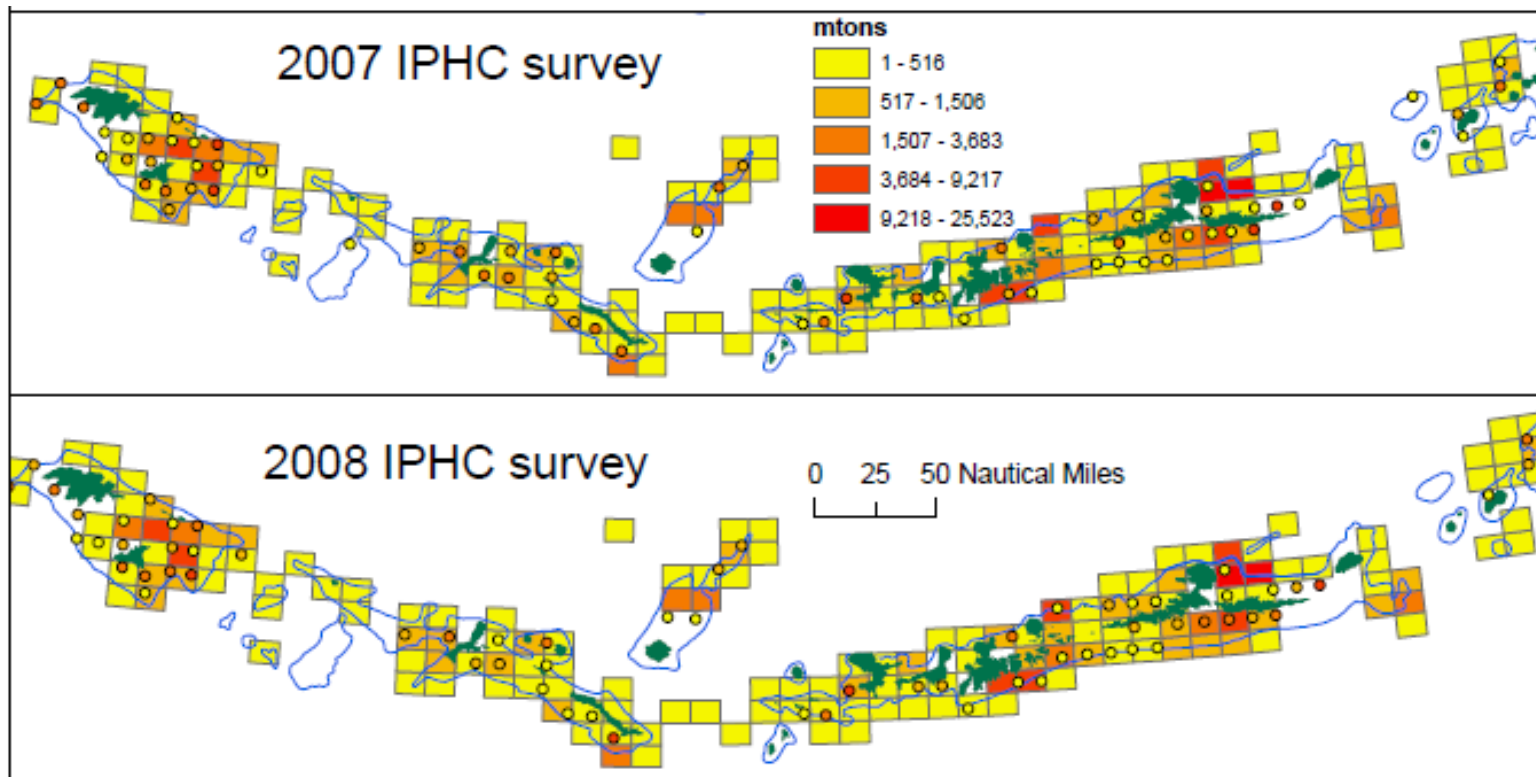 2007 IPHC survey
mtons
1 - 516
517 - 1,506
1,507 - 3,683
3,684 - 9,217
9,218 - 25,523
2008 IPHC survey
0 25 50 Nautical Miles